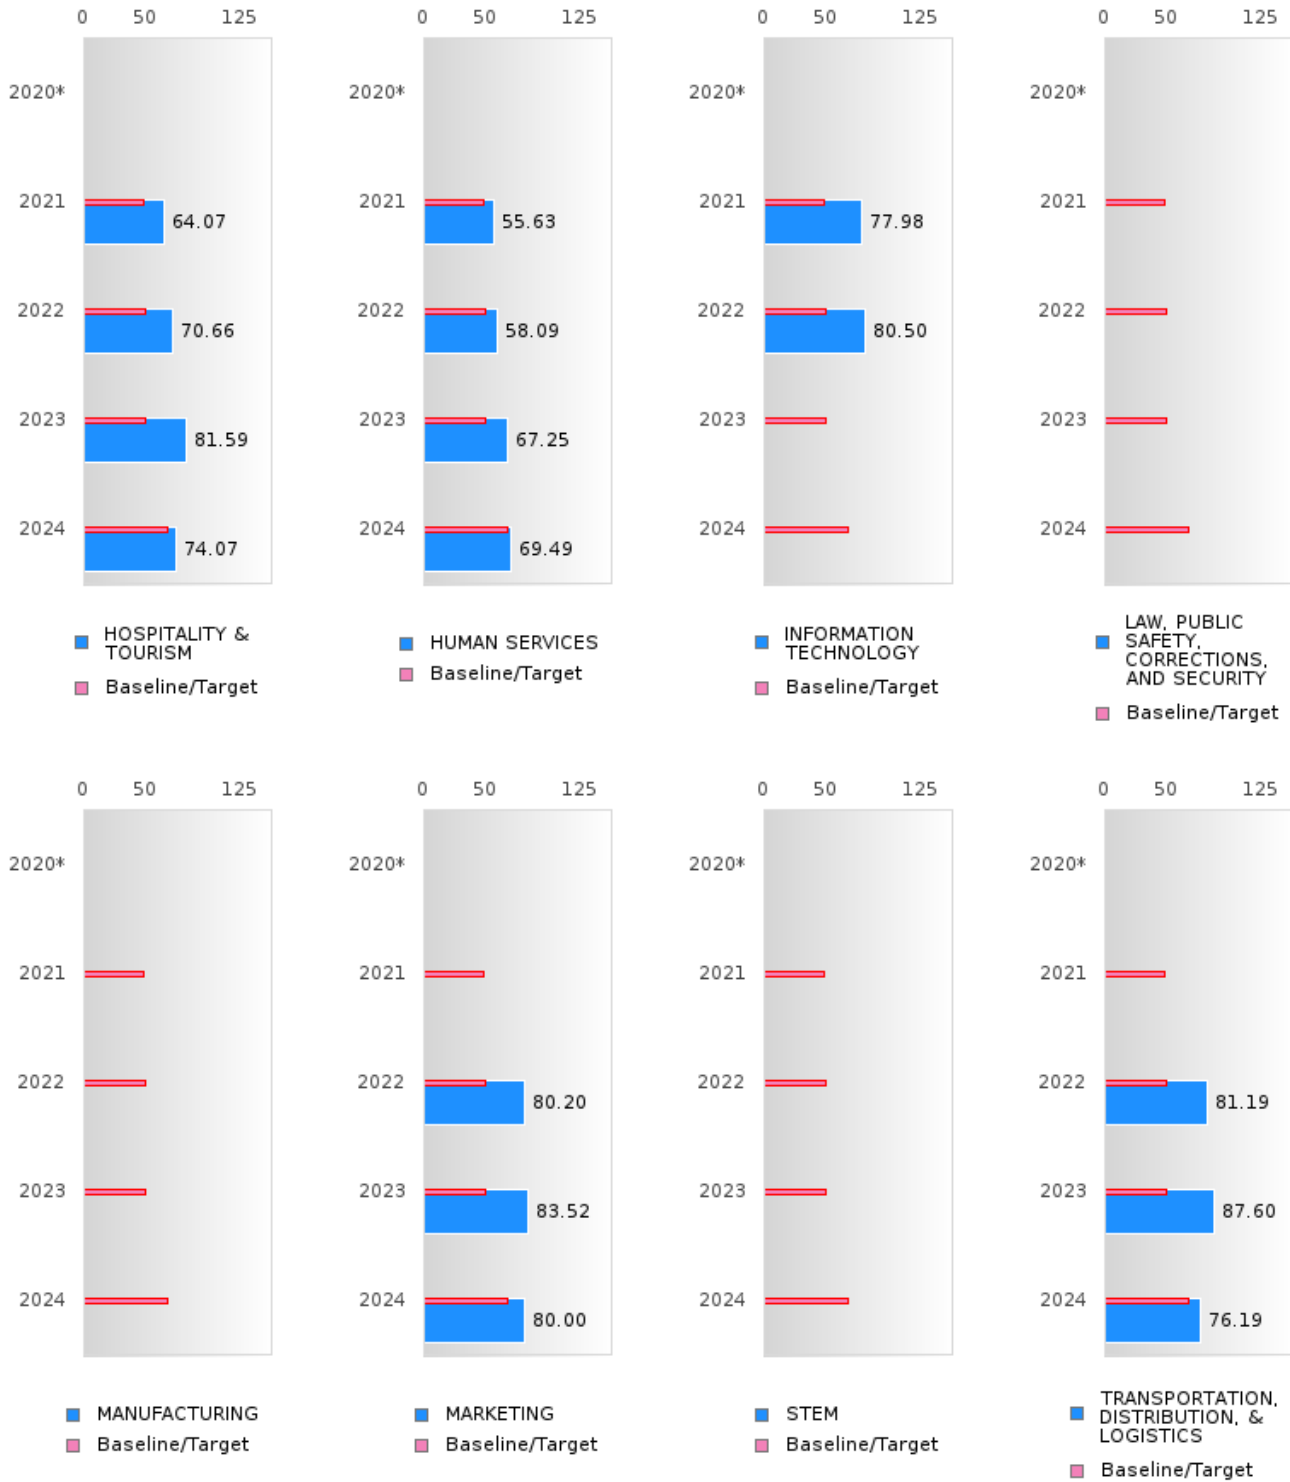 0 50 125
0 50 125
0 50 125
0 50 125
2020*
2020*
2020*
2020*
2021
64.07
2021
55.63
2021
77.98
2021
2022
70.66
2022
58.09
2022
80.50
2022
2023
81.59
2023
67.25
2023
2023
2024
74.07
2024
69.49
2024
2024
HOSPITALITY &
TOURISM
Baseline/Target
HUMAN SERVICES
Baseline/Target
INFORMATION
TECHNOLOGY
Baseline/Target
LAW, PUBLIC
SAFETY,
CORRECTIONS,
AND SECURITY
Baseline/Target
0 50 125
0 50 125
0 50 125
0 50 125
2020*
2020*
2020*
2020*
2021
2021
2021
2021
2022
2022
80.20
2022
2022
81.19
2023
2023
83.52
2023
2023
87.60
2024
2024
80.00
2024
2024
76.19
MANUFACTURING
Baseline/Target
MARKETING
Baseline/Target
STEM
Baseline/Target
TRANSPORTATION,
DISTRIBUTION, &
LOGISTICS
Baseline/Target